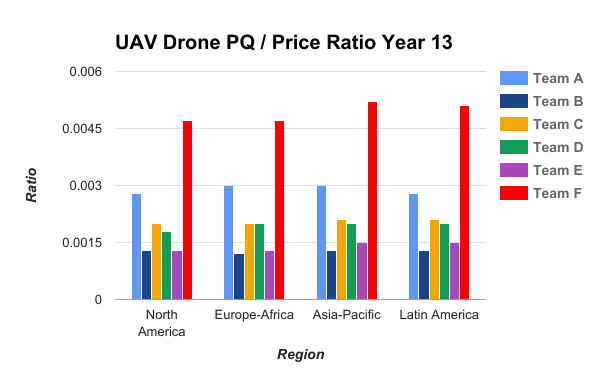 UAV Drone PQ / Price Ratio Year 13
0.006
0.0045
0.003
0.0015
0
Ratio
North
America
Europe-Africa
Asia-Pacific
Latin America
Region
Team A
Team B
Team C
Team D
Team E
Team F